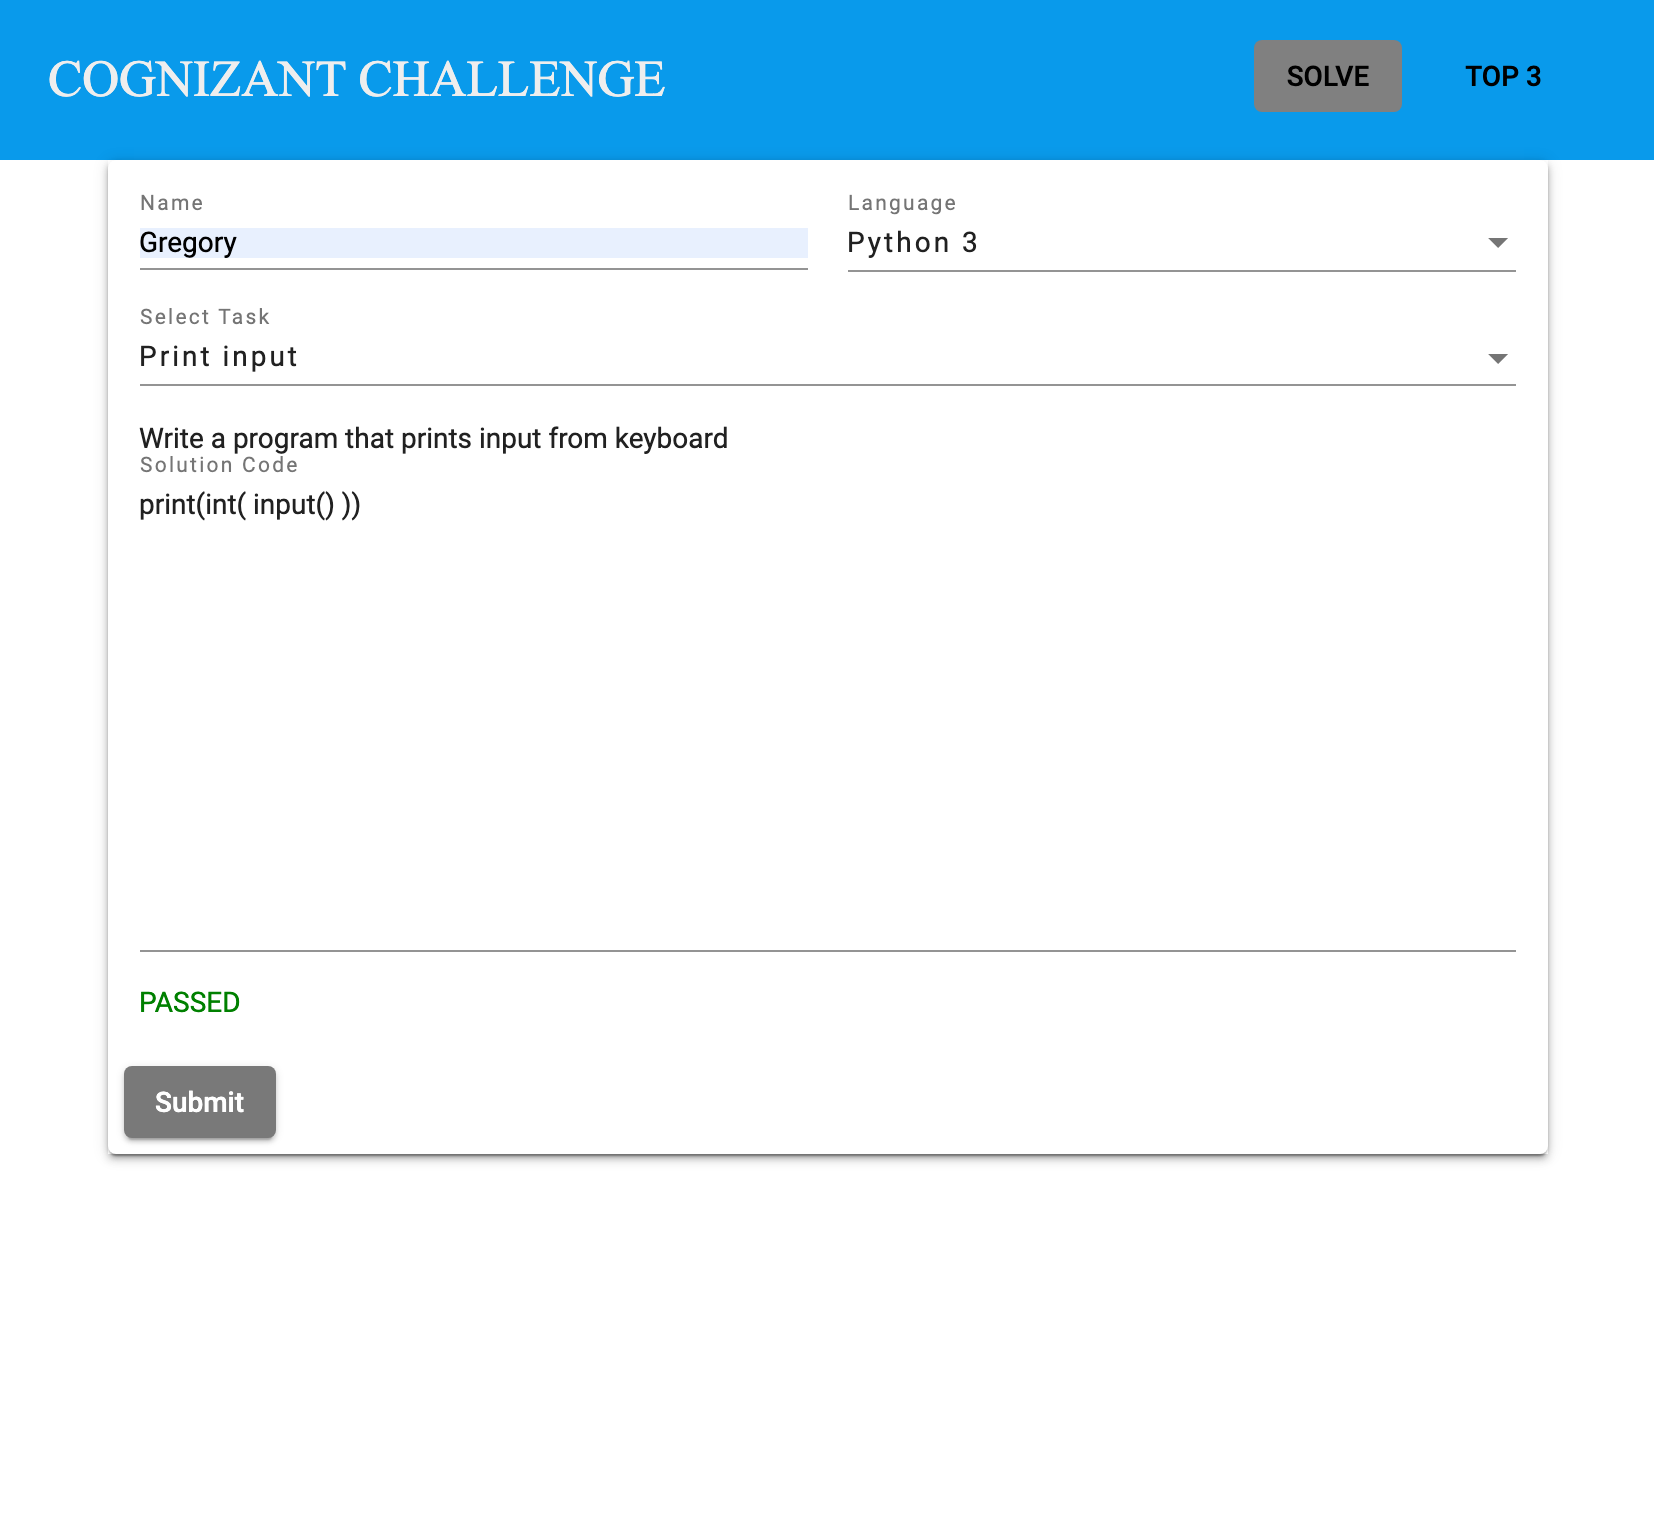 COGNIZANT CHALLENGE
SOLVE
TOP 3
Name
Gregory
Language
Python 3
Select Task
Print input
Write a program that prints input from keyboard
Solution Code
print(int( input() ))
PASSED
Submit